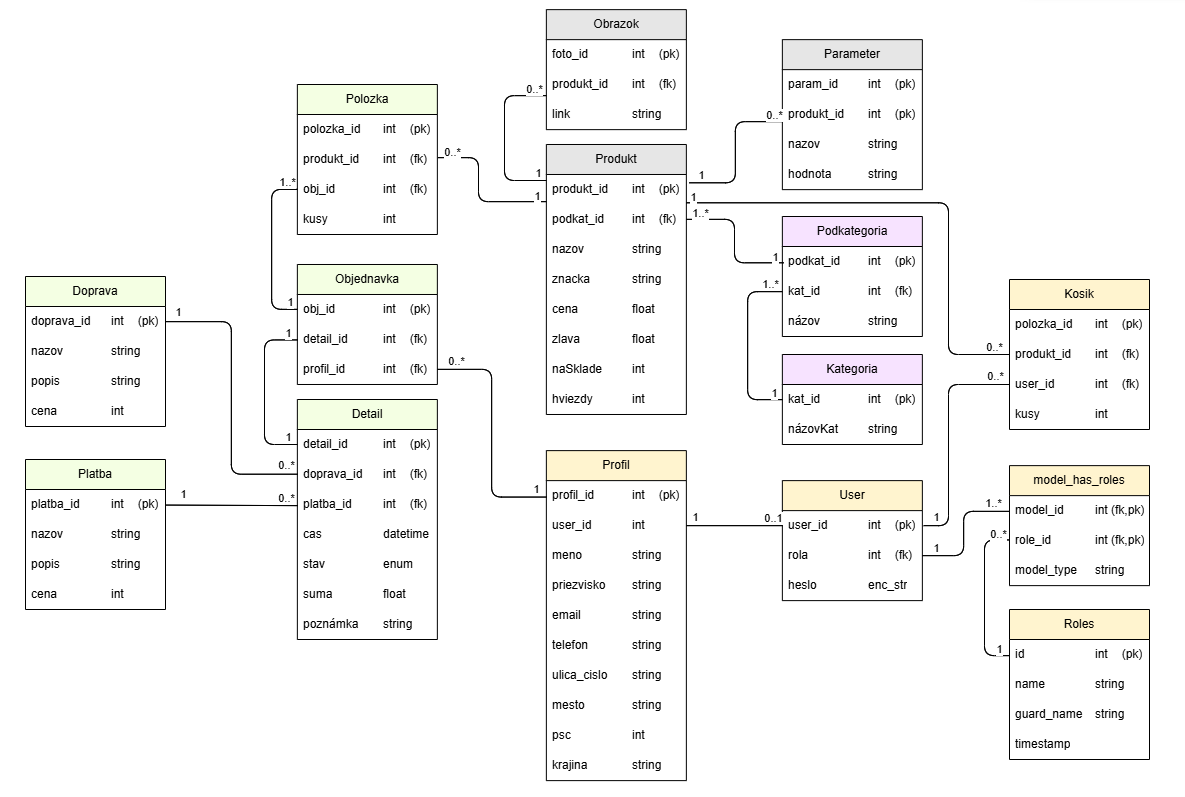 Obrazok
foto_id int (pk)
produkt_id int (fk)
link string
0..*
1
Parameter
param_id int (pk)
produkt_id int (pk)
nazov string
hodnota string
0..*
1
Polozka
polozka_id int (pk)
produkt_id int (fk)
obj_id int (fk)
kusy int
0..*
1
1..*
1
Produkt
produkt_id int (pk)
podkat_id int (fk)
nazov string
znacka string
cena float
zlava float
naSklade int
hviezdy int
1
1..*
1
Podkategoria
podkat_id int (pk)
kat_id int (fk)
názov string
1..*
1
Kategoria
kat_id int (pk)
názovKat string
Doprava
doprava_id int (pk)
nazov string
popis string
cena int
1
0..*
Objednavka
obj_id int (pk)
detail_id int (fk)
profil_id int (fk)
1
1
0..*
1
Kosik
polozka_id int (pk)
produkt_id int (fk)
user_id int (fk)
kusy int
0..*
0..*
Detail
detail_id int (pk)
doprava_id int (fk)
platba_id int (fk)
cas datetime
stav enum
suma float
poznámka string
Platba
platba_id int (pk)
nazov string
popis string
cena int
1
0..*
Profil
profil_id int (pk)
user_id int
meno string
priezvisko string
email string
telefon string
ulica_cislo string
mesto string
psc int
krajina string
1
0..1
User
user_id int (pk)
rola int (fk)
heslo enc_str
1
1
model_has_roles
model_id int (fk,pk)
role_id int (fk,pk)
model_type string
1..*
0..*
1
Roles
id int (pk)
name string
guard_name string
timestamp